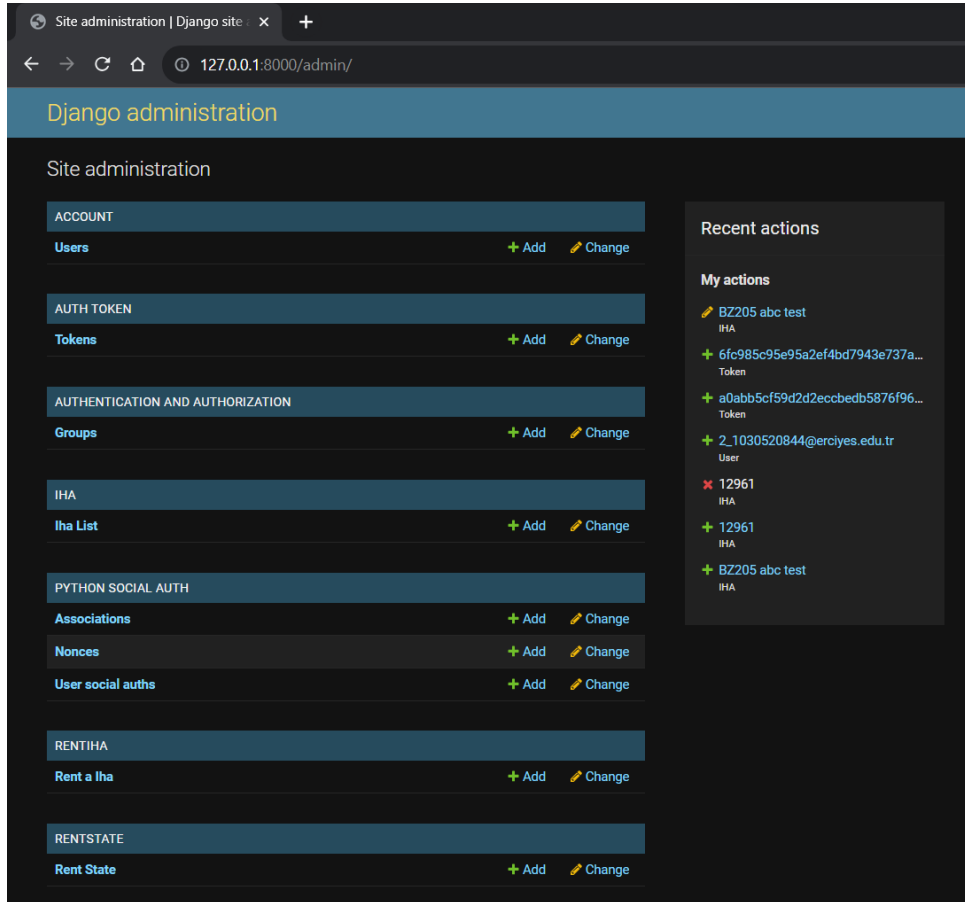 Site administration | Django site a
127.0.0.1:8000/admin/
Django administration
Site administration
ACCOUNT
Users Add Change
AUTH TOKEN
Tokens Add Change
AUTHENTICATION AND AUTHORIZATION
Groups Add Change
IHA
Iha List Add Change
PYTHON SOCIAL AUTH
Associations Add Change
Nonces Add Change
User social auths Add Change
RENTIHA
Rent a Iha Add Change
RENTSTATE
Rent State Add Change
Recent actions
My actions
BZ205 abc test
IHA
6fc985c95e95a2ef4bd7943e737a...
Token
a0abb5cf59d2d2eccbedb5876f96...
Token
2_1030520844@erciyes.edu.tr
User
12961
IHA
12961
IHA
BZ205 abc test
IHA